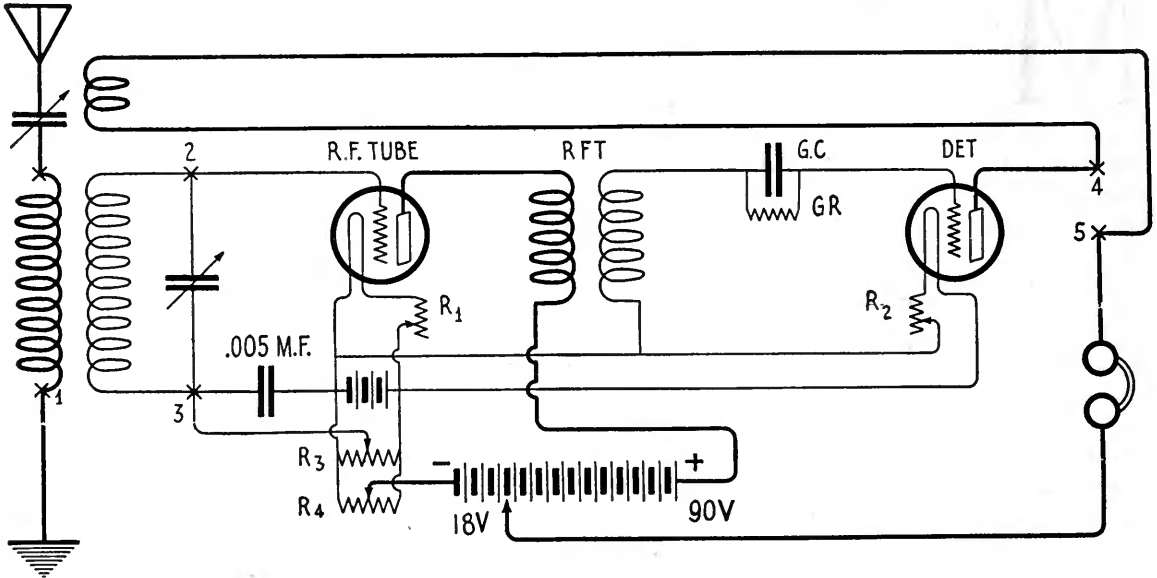 2 R.F. TUBE RFT G.C DET
GR
4
5
1
R1
R2
.005 M.F.
3
R3
- +
R4
18V 90V